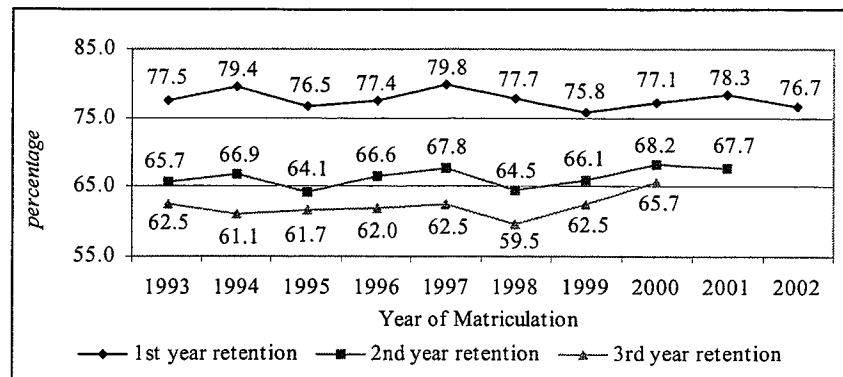 85.0
77.5 79.4 76.5 77.4 79.8 77.7 75.8 77.1 78.3 76.7
75.0
65.7 66.9 64.1 66.6 67.8 64.5 66.1 68.2 67.7
65.0
62.5 61.1 61.7 62.0 62.5 59.5 62.5 65.7
55.0
percentage
1993 1994 1995 1996 1997 1998 1999 2000 2001 2002
Year of Matriculation
1st year retention 2nd year retention 3rd year retention